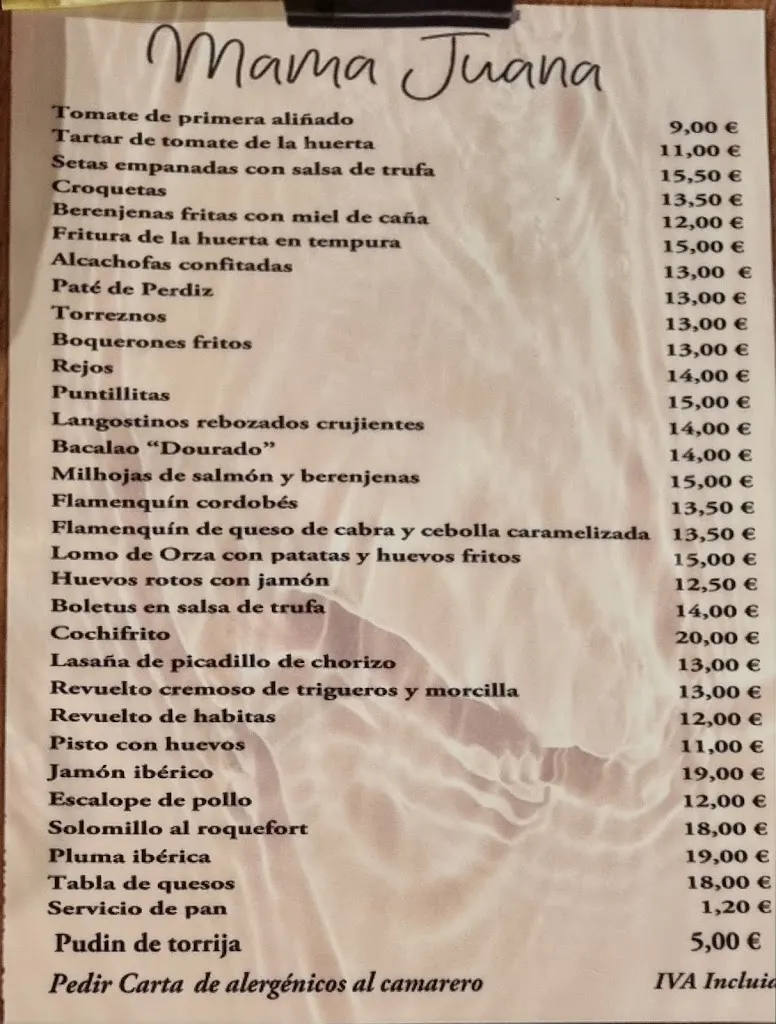 Mama Juana
Tomate de primera aliñado 9,00 €
Tartar de tomate de la huerta 11,00 €
Setas empanadas con salsa de trufa 15,50 €
Croquetas 13,50 €
Berenjenas fritas con miel de caña 12,00 €
Fritura de la huerta en tempura 15,00 €
Alcachofas confitadas 13,00 €
Paté de Perdiz 13,00 €
Torreznos 13,00 €
Boquerones fritos 13,00 €
Rejos 14,00 €
Puntillitas 15,00 €
Langostinos rebozados crujientes 14,00 €
Bacalao “Dourado” 14,00 €
Milhojas de salmón y berenjenas 15,00 €
Flamenquín cordobés 13,50 €
Flamenquín de queso de cabra y cebolla caramelizada 13,50 €
Lomo de Orza con patatas y huevos fritos 15,00 €
Huevos rotos con jamón 12,50 €
Boletus en salsa de trufa 14,00 €
Cochifrito 20,00 €
Lasaña de picadillo de chorizo 13,00 €
Revuelto cremoso de trigueros y morcilla 13,00 €
Revuelto de habitas 12,00 €
Pisto con huevos 11,00 €
Jamón ibérico 19,00 €
Escalope de pollo 12,00 €
Solomillo al roquefort 18,00 €
Pluma ibérica 19,00 €
Tabla de quesos 18,00 €
Servicio de pan 1,20 €
Pudin de torrija 5,00 €
Pedir Carta de alergénicos al camarero IVA